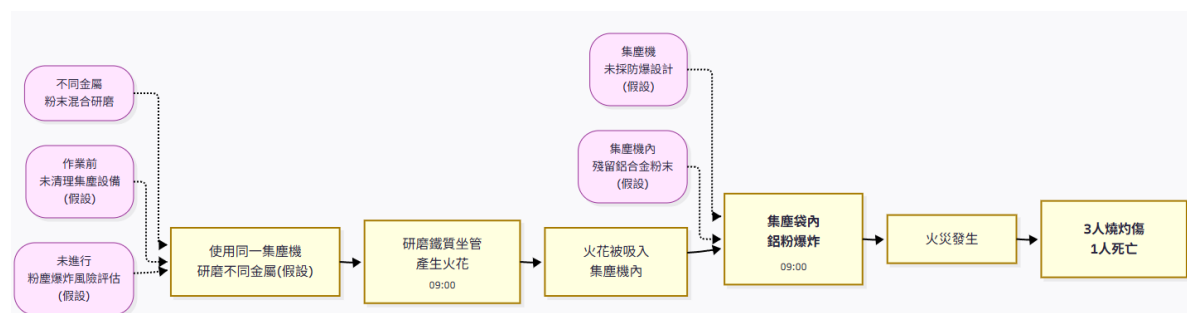 不同金屬
粉末混合研磨
作業前
未清理集塵設備
(假設)
未進行
粉塵爆炸風險評估
(假設)
使用同一集塵機
研磨不同金屬(假設)
研磨鐵質坐管
產生火花
09:00
火花被吸入
集塵機內
集塵機
未採防爆設計
(假設)
集塵機內
殘留鋁合金粉末
(假設)
集塵袋內
鋁粉爆炸
09:00
火災發生
3人燒灼傷
1人死亡